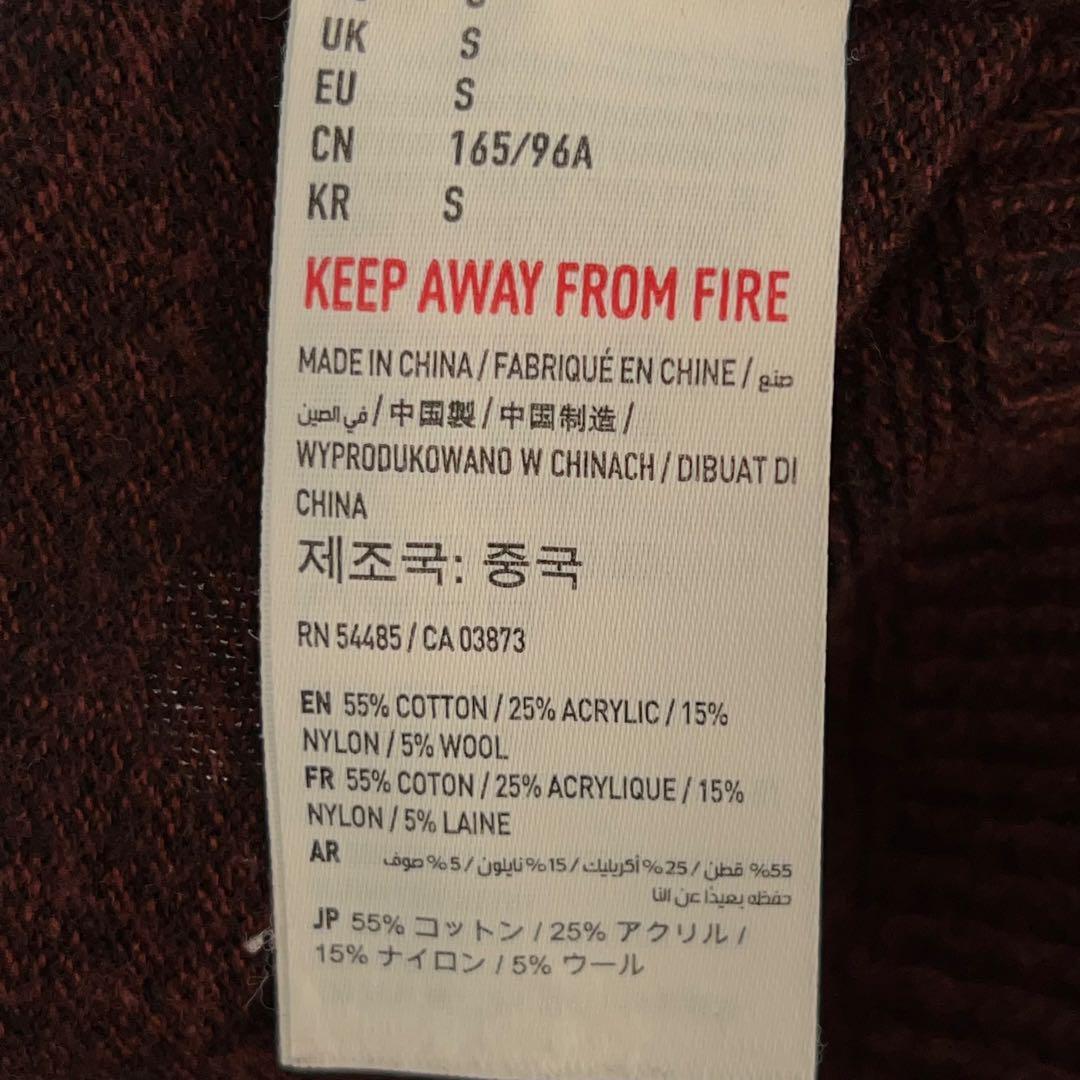 UK S
EU S
CN 165/96A
KR S
KEEP AWAY FROM FIRE
MADE IN CHINA / FABRIQUÉ EN CHINE / صنع
في الصين / 中国製 / 中国制造 /
WYPRODUKOWANO W CHINACH / DIBUAT DI
CHINA
제조국: 중국
RN 54485 / CA 03873
EN 55% COTTON / 25% ACRYLIC / 15%
NYLON / 5% WOOL
FR 55% COTON / 25% ACRYLIQUE / 15%
NYLON / 5% LAINE
AR 55% قطن / 25% أكريليك / 15% نايلون / 5% صوف
حفظه بعيدًا عن النا
JP 55% コットン / 25% アクリル /
15% ナイロン / 5% ウール